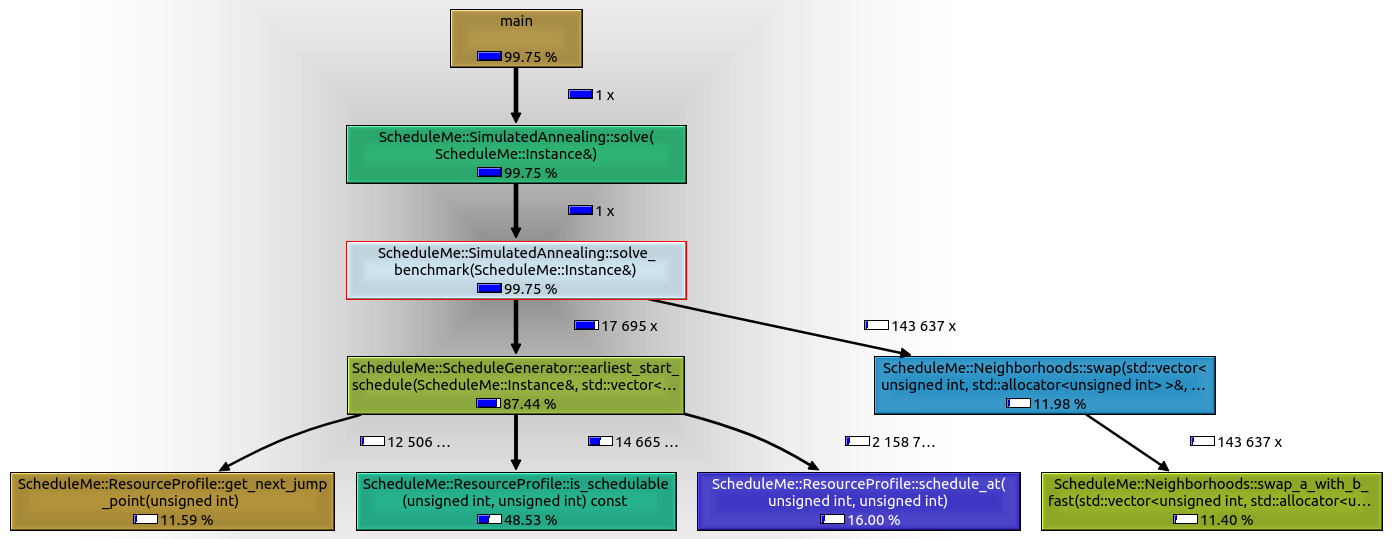 main
99.75 %
1 x
ScheduleMe::SimulatedAnnealing::solve(
ScheduleMe::Instance&)
99.75 %
1 x
ScheduleMe::SimulatedAnnealing::solve_
benchmark(ScheduleMe::Instance&)
99.75 %
17 695 x
143 637 x
ScheduleMe::ScheduleGenerator::earliest_start_
schedule(ScheduleMe::Instance&, std::vector<…
87.44 %
ScheduleMe::Neighborhoods::swap(std::vector<
unsigned int, std::allocator<unsigned int> >&, …
11.98 %
12 506 …
14 665 …
2 158 7…
143 637 x
ScheduleMe::ResourceProfile::get_next_jump
_point(unsigned int)
11.59 %
ScheduleMe::ResourceProfile::is_schedulable
(unsigned int, unsigned int) const
48.53 %
ScheduleMe::ResourceProfile::schedule_at(
unsigned int, unsigned int)
16.00 %
ScheduleMe::Neighborhoods::swap_a_with_b_
fast(std::vector<unsigned int, std::allocator<u…
11.40 %